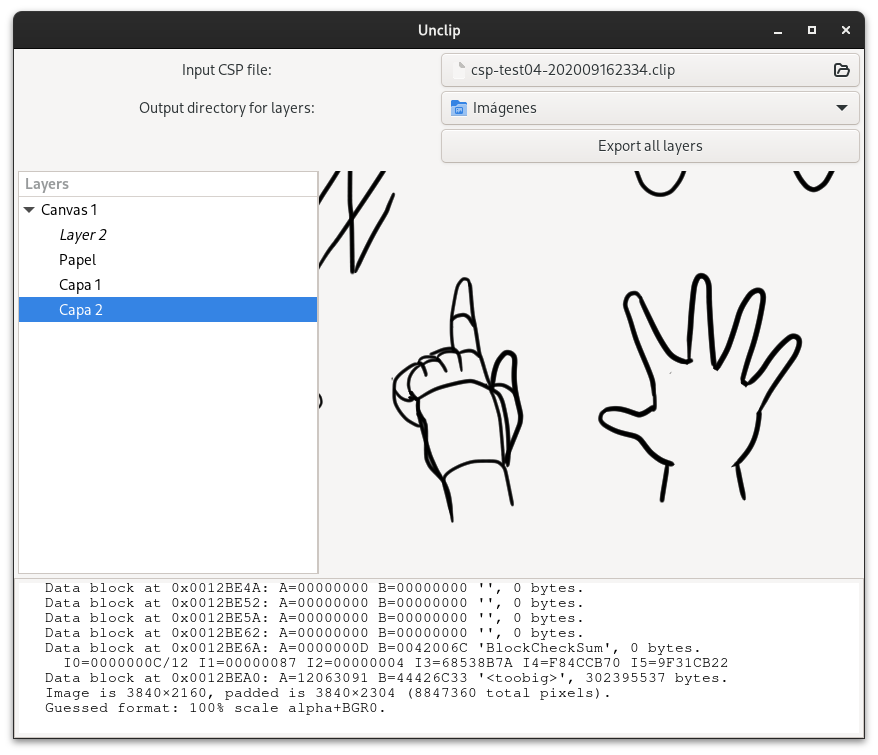 Unclip
Input CSP file:
csp-test04-202009162334.clip
Output directory for layers:
Imágenes
Export all layers
Layers
Canvas 1
Layer 2
Papel
Capa 1
Capa 2
Data block at 0x0012BE4A: A=00000000 B=00000000 '', 0 bytes.
Data block at 0x0012BE52: A=00000000 B=00000000 '', 0 bytes.
Data block at 0x0012BE5A: A=00000000 B=00000000 '', 0 bytes.
Data block at 0x0012BE62: A=00000000 B=00000000 '', 0 bytes.
Data block at 0x0012BE6A: A=0000000D B=0042006C 'BlockCheckSum', 0 bytes.
I0=0000000C/12 I1=00000087 I2=00000004 I3=68538B7A I4=F84CCB70 I5=9F31CB22
Data block at 0x0012BEA0: A=12063091 B=44426C33 '<toobig>', 302395537 bytes.
Image is 3840×2160, padded is 3840×2304 (8847360 total pixels).
Guessed format: 100% scale alpha+BGR0.